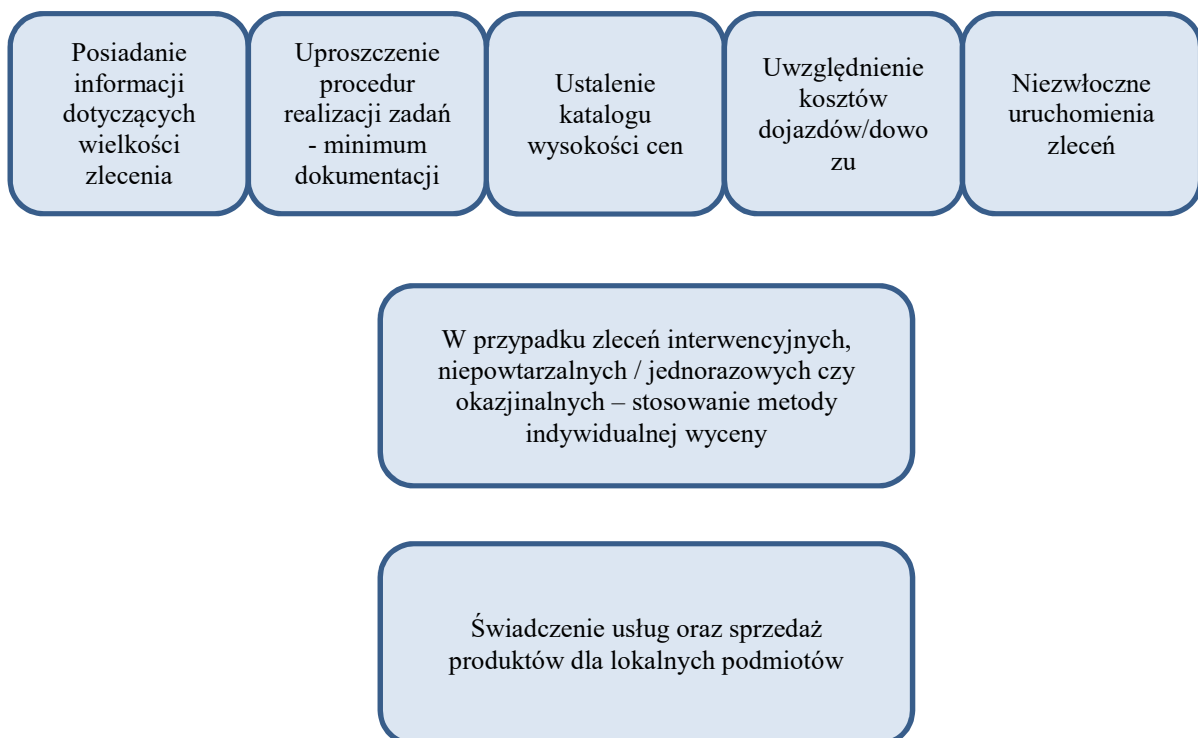 Posiadanie
informacji
dotyczących
wielkości
zlecenia
Uproszczenie
procedur
realizacji zadań
- minimum
dokumentacji
Ustalenie
katalogu
wysokości cen
Uwzględnienie
kosztów
dojazdów/dowo
zu
Niezwłoczne
uruchomienia
zleceń
W przypadku zleceń interwencyjnych,
niepowtarzalnych / jednorazowych czy
okazjinalnych – stosowanie metody
indywidualnej wyceny
Świadczenie usług oraz sprzedaż
produktów dla lokalnych podmiotów